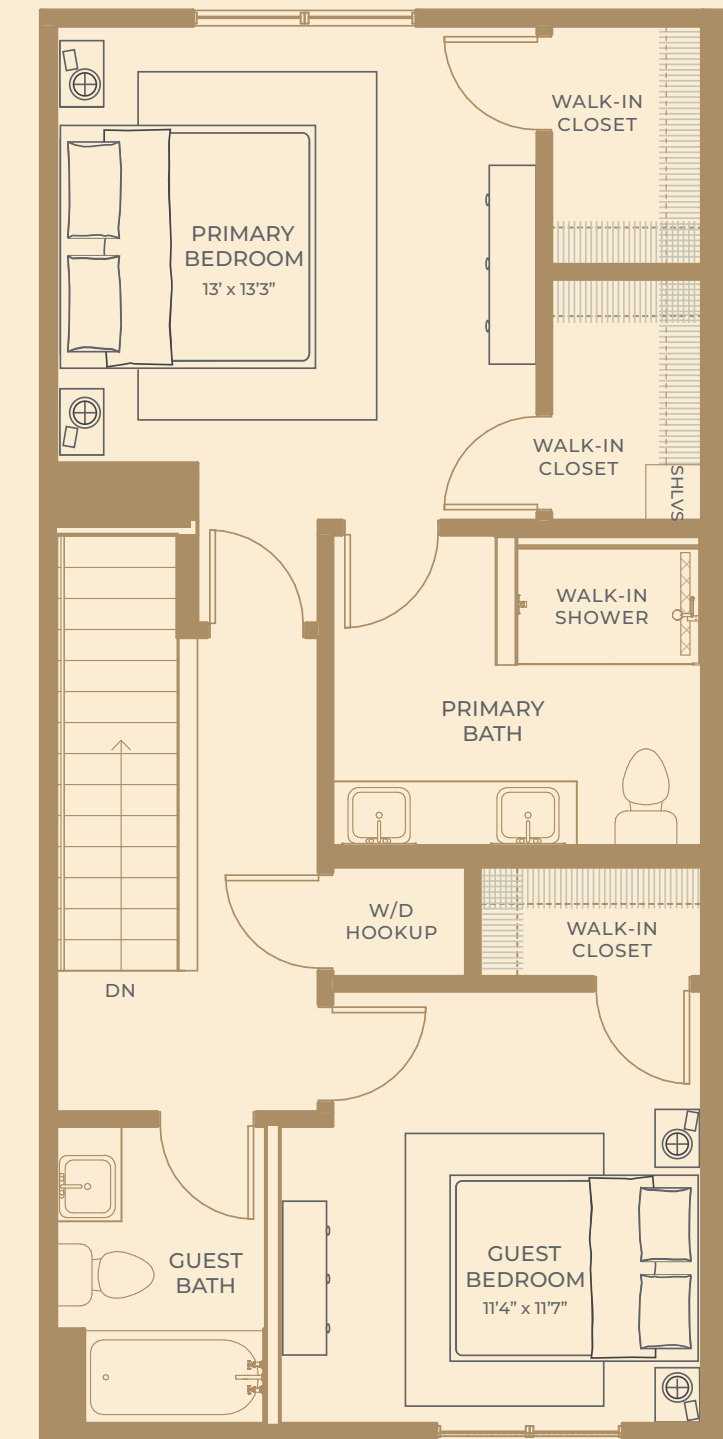 WALK-IN
CLOSET
PRIMARY
BEDROOM
13’ x 13’3”
WALK-IN
CLOSET
SHLVS
WALK-IN
SHOWER
PRIMARY
BATH
W/D
HOOKUP
WALK-IN
CLOSET
DN
GUEST
BATH
GUEST
BEDROOM
11’4” x 11’7”